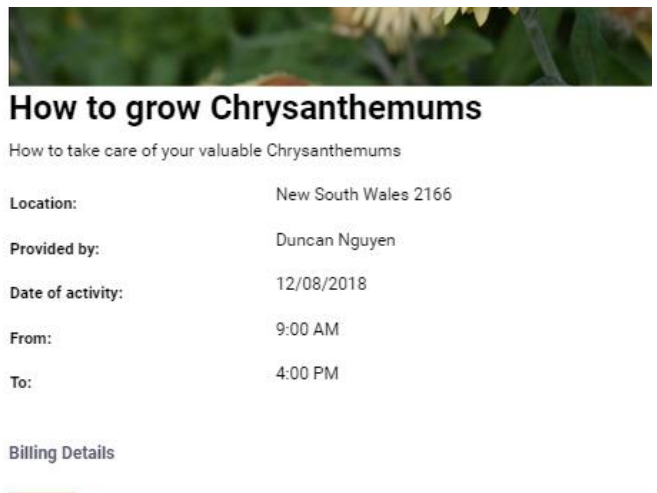 How to grow Chrysanthemums
How to take care of your valuable Chrysanthemums
Location: New South Wales 2166
Provided by: Duncan Nguyen
Date of activity: 12/08/2018
From: 9:00 AM
To: 4:00 PM
Billing Details